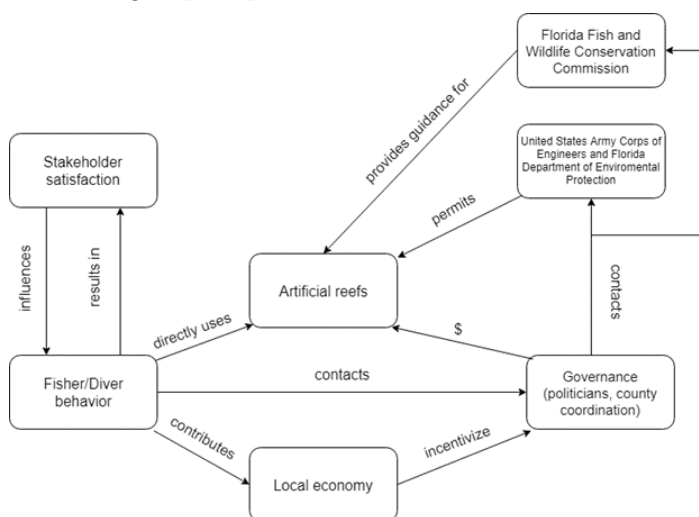 Florida Fish and
Wildlife Conservation
Commission
provides guidance for
Stakeholder
satisfaction
United States Army Corps of
Engineers and Florida
Department of Enviromental
Protection
permits
influences
results in
Artificial reefs
contacts
directly uses
$
Fisher/Diver
behavior
contacts
Governance
(politicians, county
coordination)
contributes
incentivize
Local economy